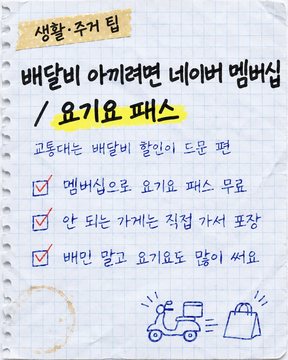 생활·주거 팁
배달비 아끼려면 네이버 멤버십
/ 요기요 패스
교통대는 배달비 할인이 드문 편
멤버십으로 요기요 패스 무료
안 되는 가게는 직접 가서 포장
배민 말고 요기요도 많이 써요